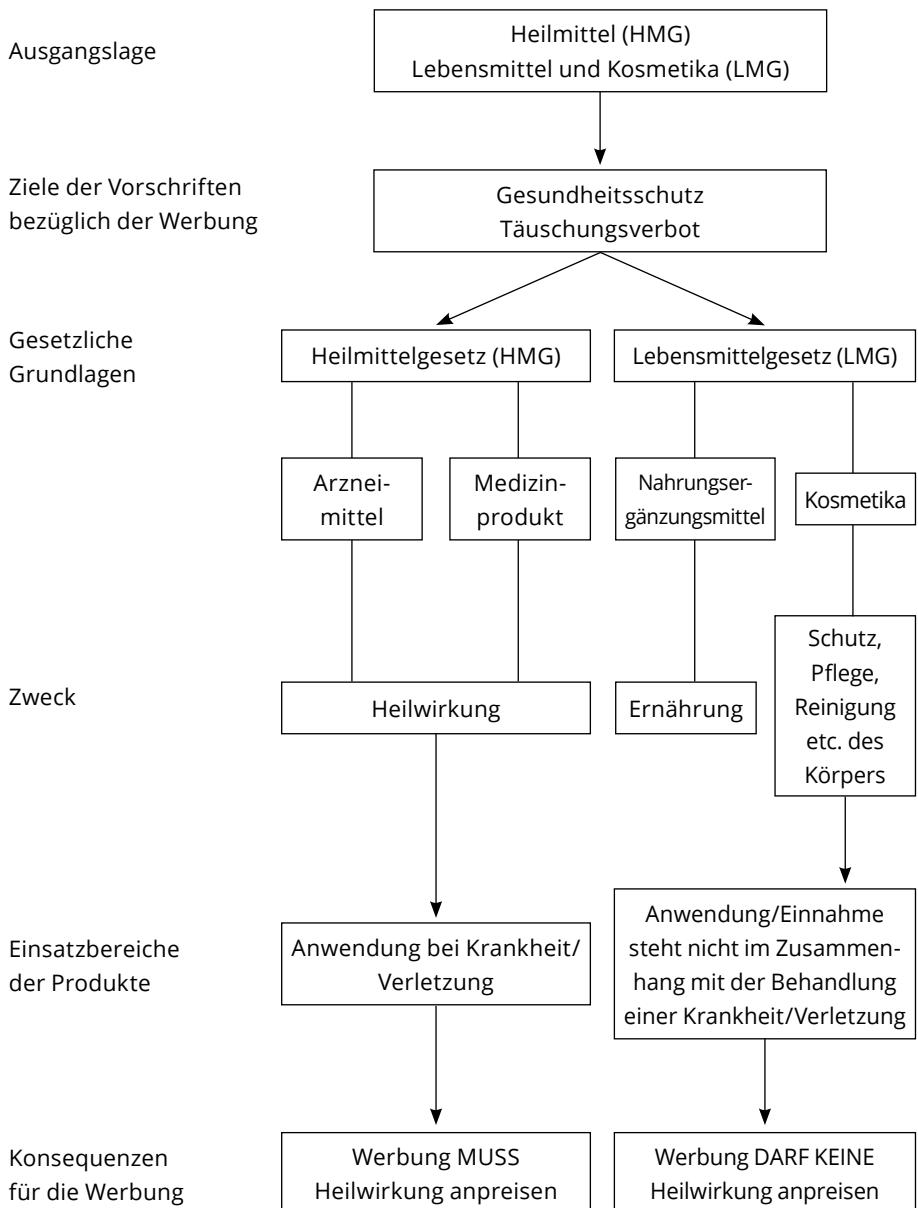 Ausgangslage
Heilmittel (HMG)
Lebensmittel und Kosmetika (LMG)
Ziele der Vorschriften
bezüglich der Werbung
Gesundheitsschutz
Täuschungsverbot
Gesetzliche
Grundlagen
Heilmittelgesetz (HMG)
Lebensmittelgesetz (LMG)
Arznei-
mittel
Medizin-
produkt
Nahrungser-
gänzungsmittel
Kosmetika
Zweck
Heilwirkung
Ernährung
Schutz,
Pflege,
Reinigung
etc. des
Körpers
Einsatzbereiche
der Produkte
Anwendung bei Krankheit/
Verletzung
Anwendung/Einnahme
steht nicht im Zusammen-
hang mit der Behandlung
einer Krankheit/Verletzung
Konsequenzen
für die Werbung
Werbung MUSS
Heilwirkung anpreisen
Werbung DARF KEINE
Heilwirkung anpreisen